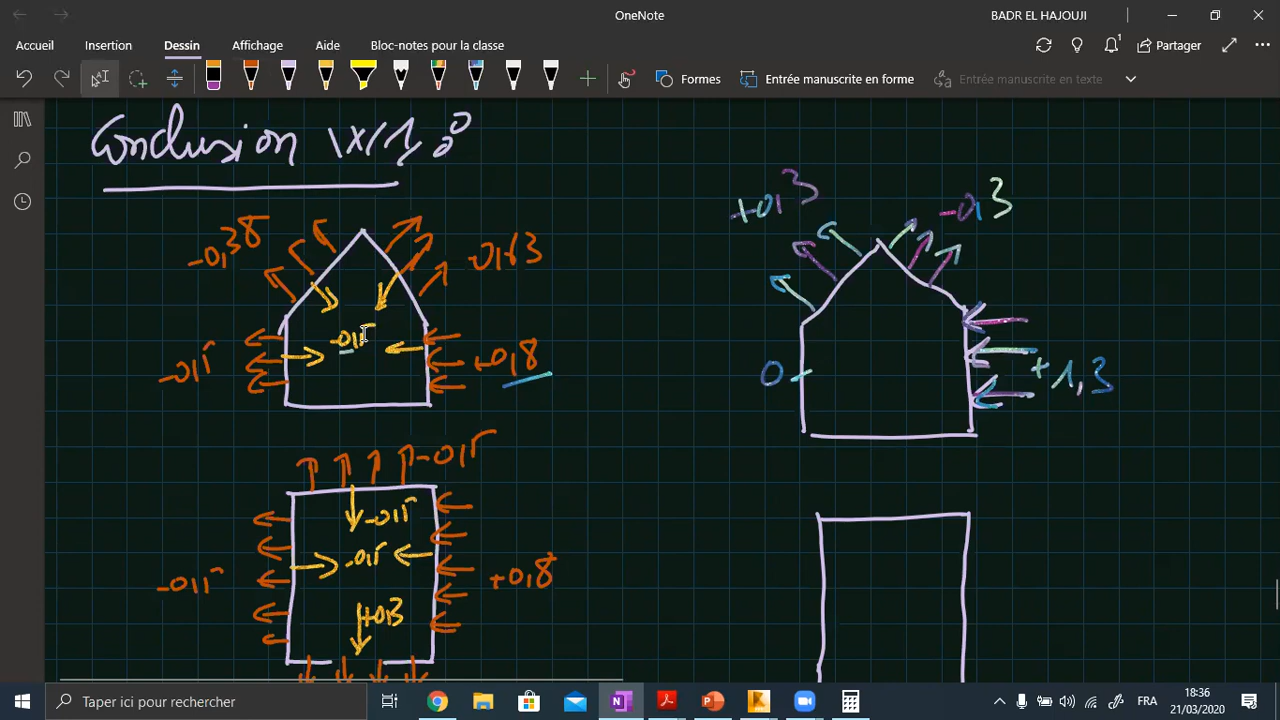 OneNote
BADR EL HAJOUJI
Accueil
Insertion
Dessin
Affichage
Aide
Bloc-notes pour la classe
Partager
Formes
Entrée manuscrite en forme
Entrée manuscrite en texte
Conclusion
-0,38
-0,63
-0,5
-0,5
+0,8
+0,3
-0,3
0
+1,3
-0,5
-0,5
-0,5
-0,5
+0,8
+0,3
Taper ici pour rechercher
FRA
18:36
21/03/2020